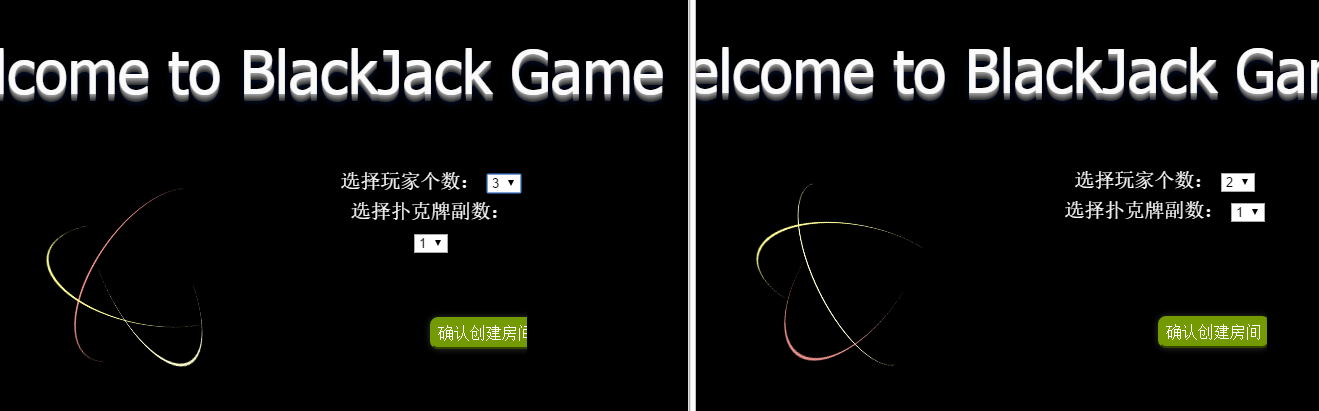 lcome to BlackJack Game
选择玩家个数： 3
选择扑克牌副数：
1
确认创建房间
elcome to BlackJack Gar
选择玩家个数： 2
选择扑克牌副数： 1
确认创建房间